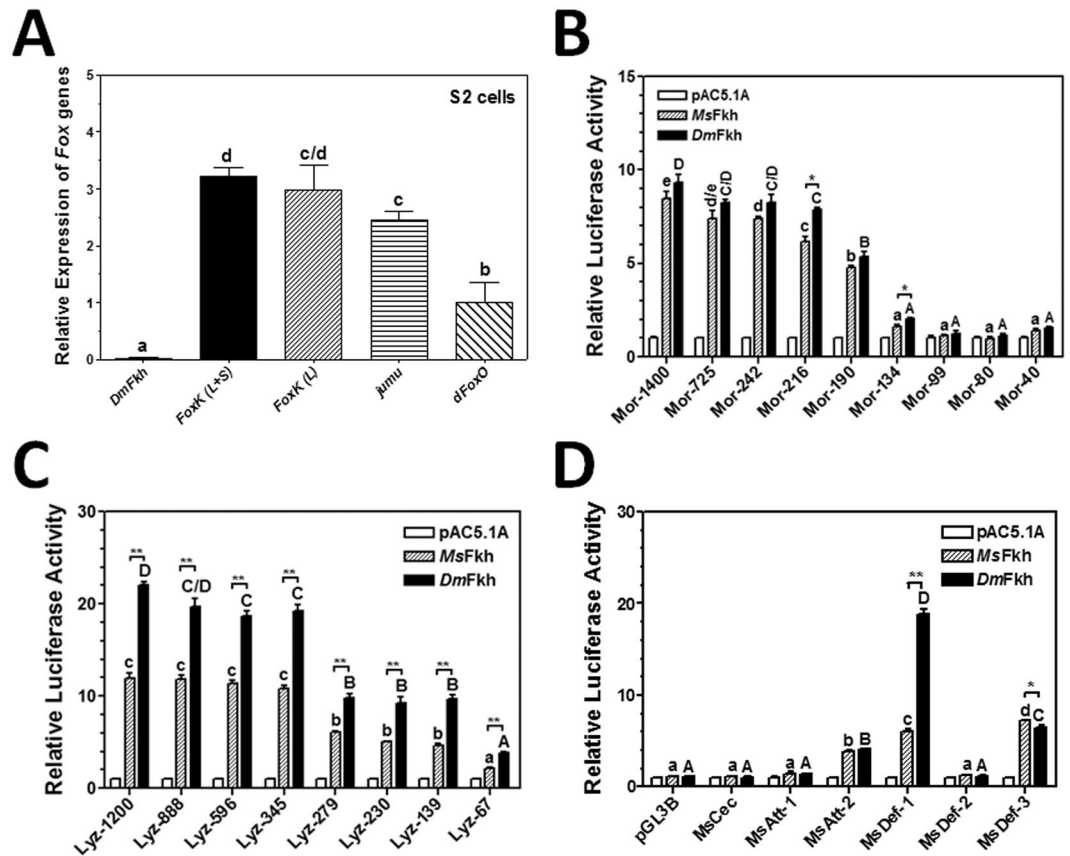 A
Relative Expression of Fox genes
5
4
3
2
1
0
S2 cells
a
d
c/d
c
b
DmFkh
FoxK (L+S)
FoxK (L)
jumu
dFoxO
B
Relative Luciferase Activity
15
10
5
0
pAC5.1A
MsFkh
DmFkh
e D
d/e C/D
d C/D
*
c C
b B
*
a A
a A
a A
a A
Mor-1400
Mor-725
Mor-242
Mor-216
Mor-190
Mor-134
Mor-99
Mor-80
Mor-40
C
Relative Luciferase Activity
30
20
10
0
pAC5.1A
MsFkh
DmFkh
**
c D
**
c C/D
**
c C
**
c C
**
b B
**
b B
**
b B
**
a A
Lyz-1200
Lyz-888
Lyz-596
Lyz-345
Lyz-279
Lyz-230
Lyz-139
Lyz-67
D
Relative Luciferase Activity
30
20
10
0
pAC5.1A
MsFkh
DmFkh
a A
a A
a A
b B
**
c D
a A
*
d C
pGL3B
MsCec
MsAtt-1
MsAtt-2
MsDef-1
MsDef-2
MsDef-3